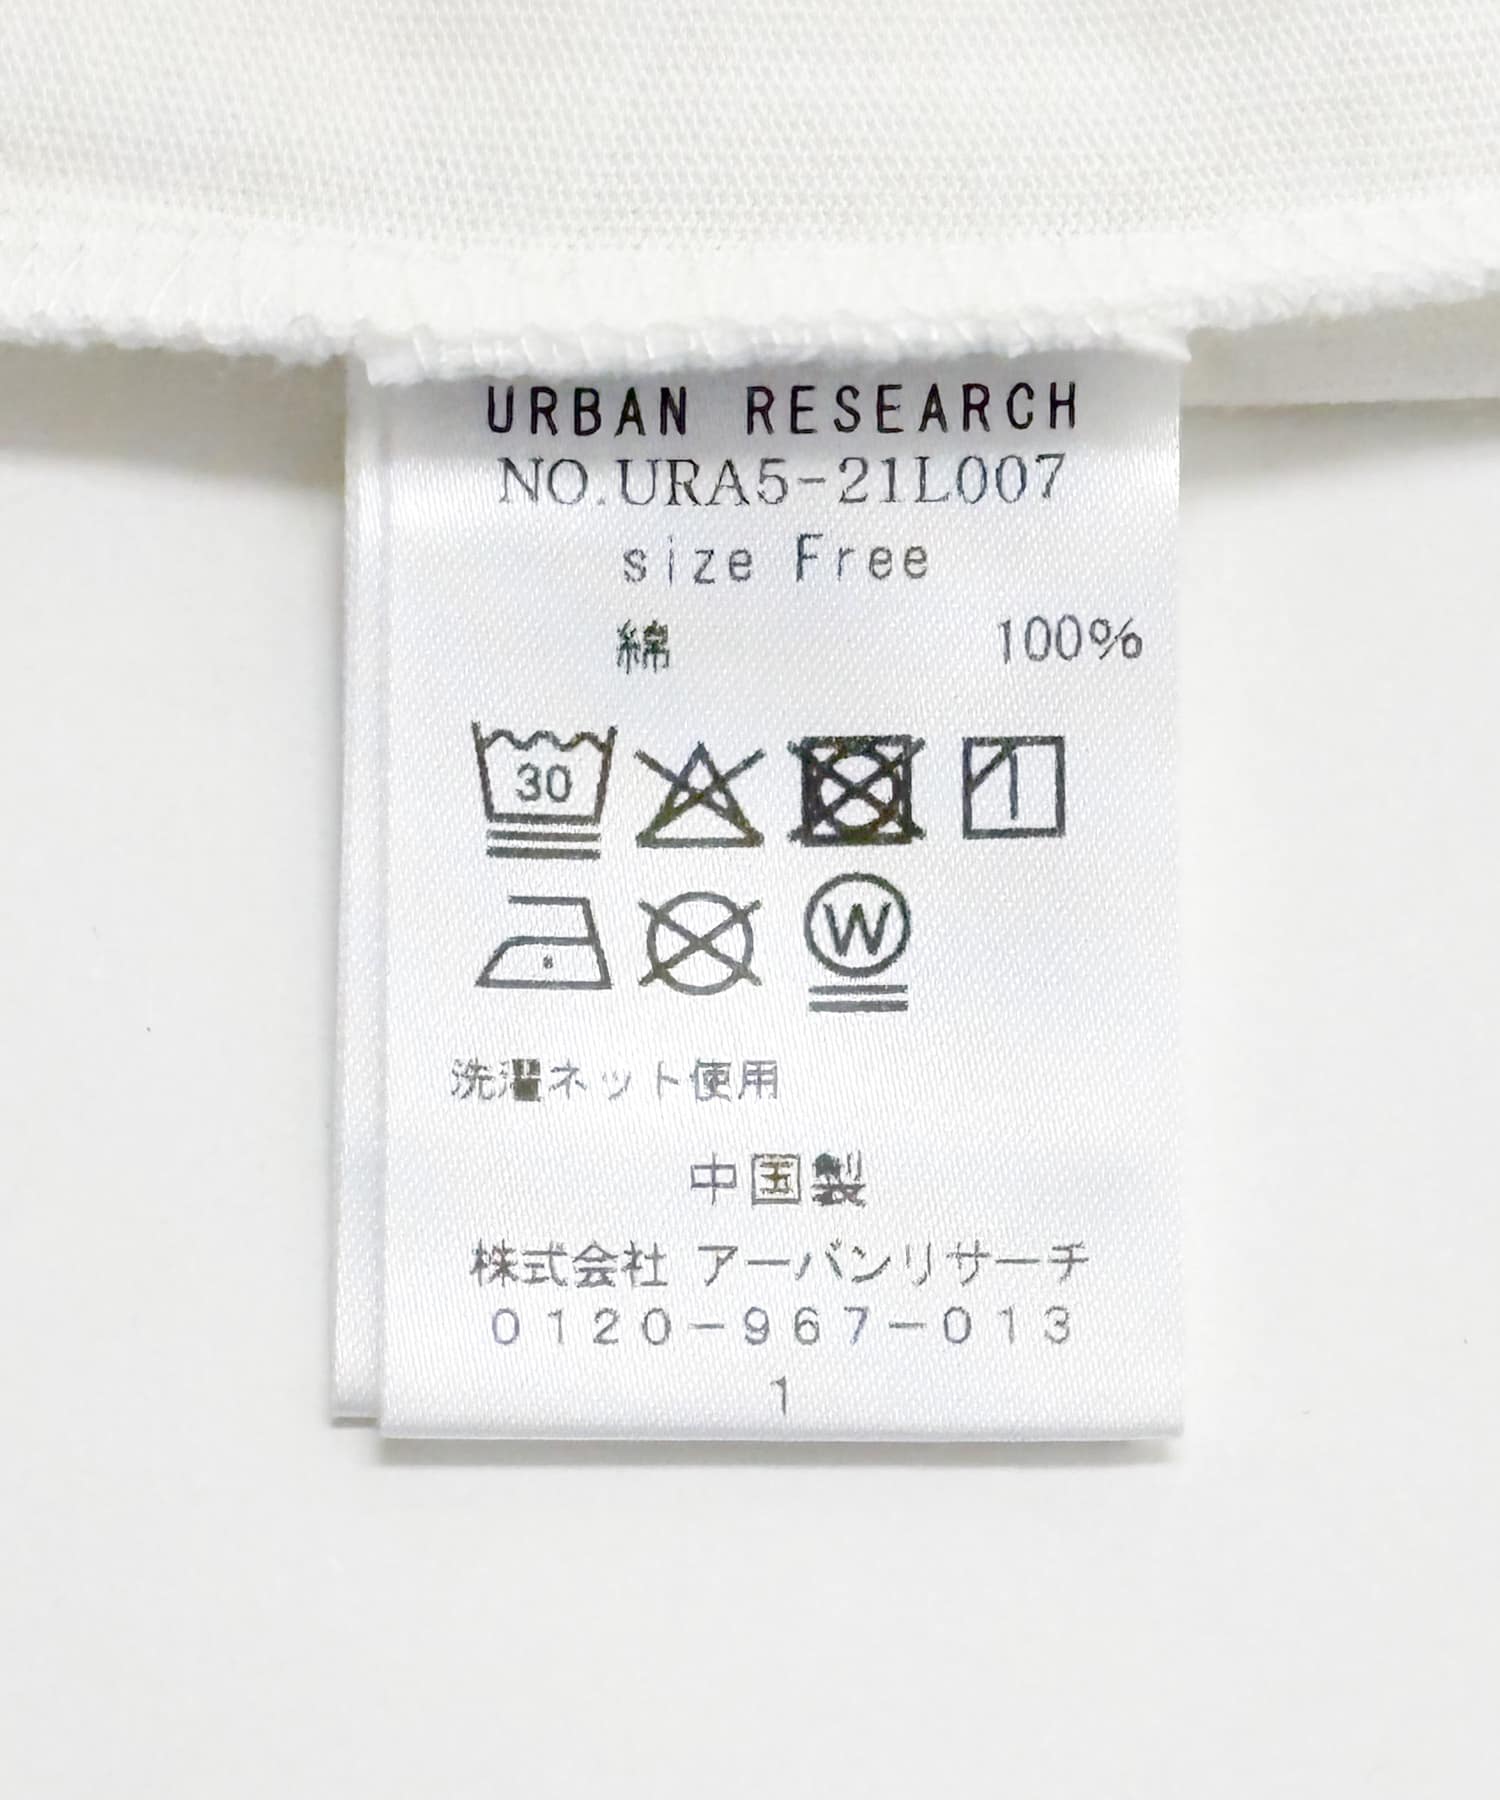 URBAN RESEARCH
NO.URA5-21L007
size Free
綿 100%
30
W
洗濯ネット使用
中国製
株式会社 アーバンリサーチ
0120-967-013
1